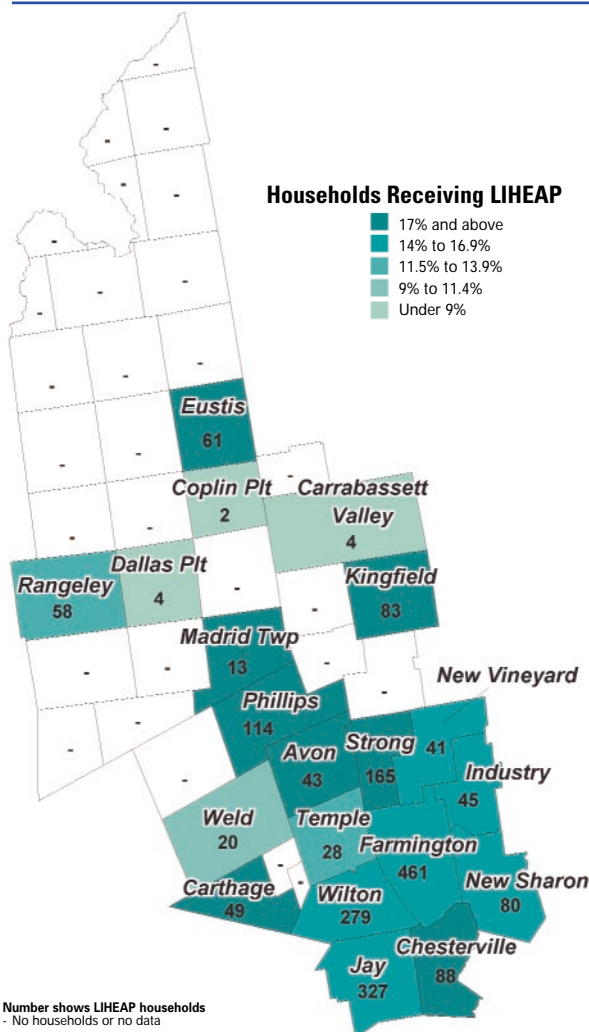 -
-
-
-
-
-
-
-
-
-
-
-
Households Receiving LIHEAP
17% and above
14% to 16.9%
11.5% to 13.9%
9% to 11.4%
Under 9%
Eustis
61
-
-
-
Coplin Plt
2
Carrabassett
Valley
4
-
-
Rangeley
58
Dallas Plt
4
-
-
Kingfield
83
Madrid Twp
13
-
-
-
-
New Vineyard
41
Phillips
114
-
-
Avon
43
Strong
165
Industry
45
-
Weld
20
Temple
28
Farmington
461
New Sharon
80
-
-
Carthage
49
Wilton
279
Chesterville
88
Jay
327
Number shows LIHEAP households
- No households or no data